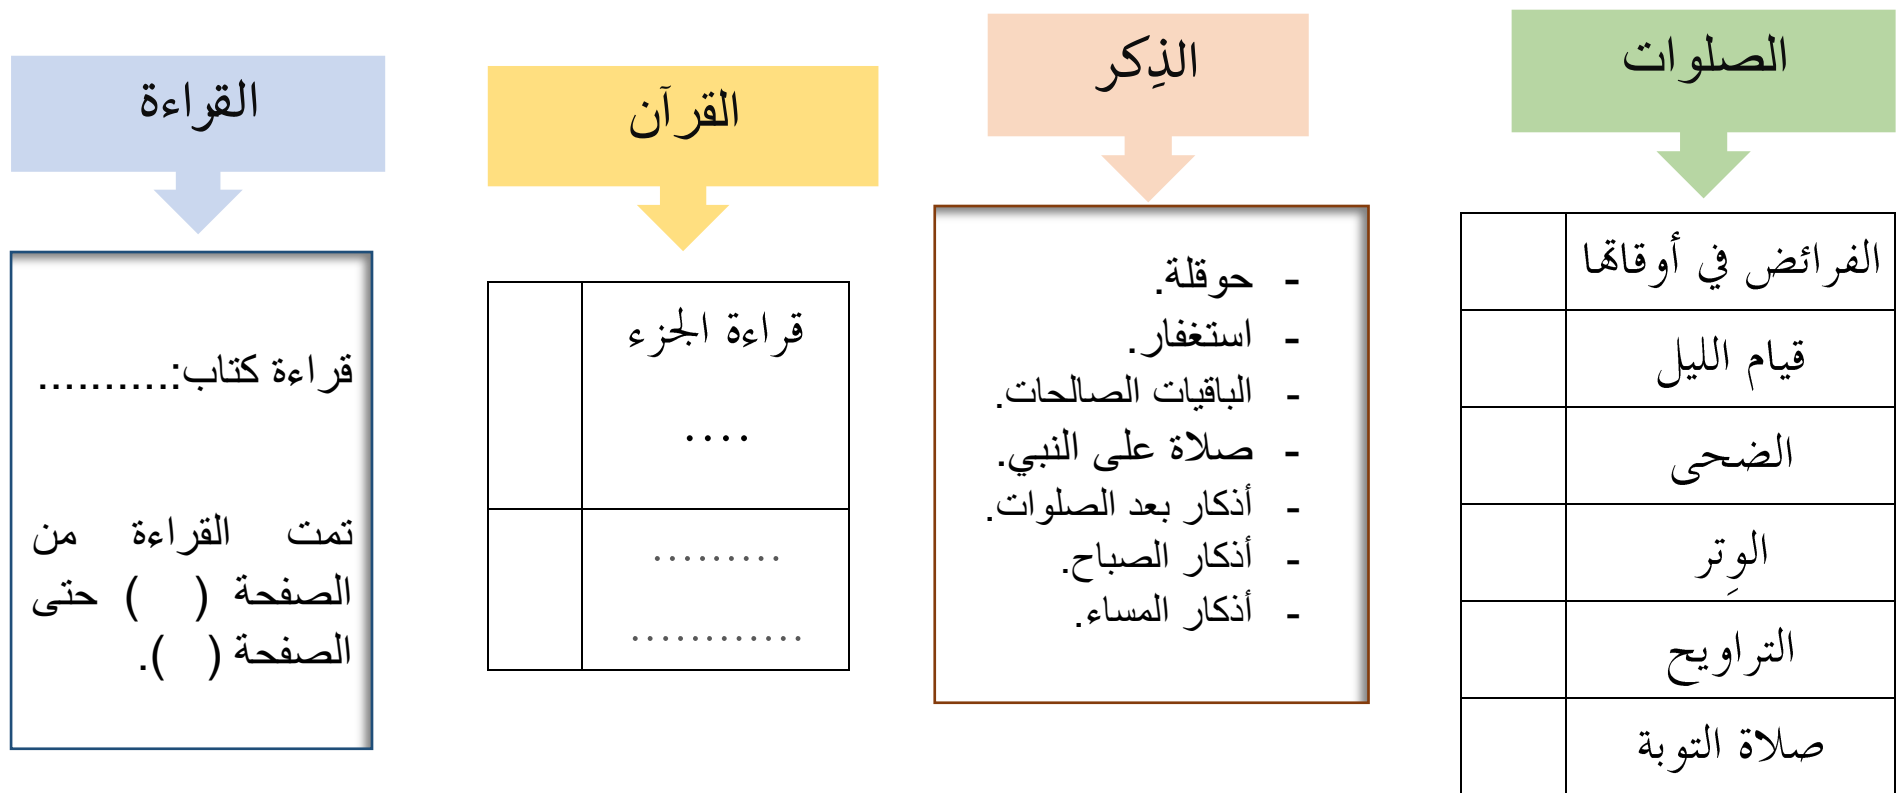 الصلوات
الفرائض في أوقاتها
قيام الليل
الضحى
الوِتر
التراويح
صلاة التوبة
الذِكر
- حوقلة.
- استغفار.
- الباقيات الصالحات.
- صلاة على النبي.
- أذكار بعد الصلوات.
- أذكار الصباح.
- أذكار المساء.
القرآن
قراءة الجزء
....
.........
............
القراءة
قراءة كتاب:..........
تمت القراءة من
الصفحة (   ) حتى
الصفحة (   ).